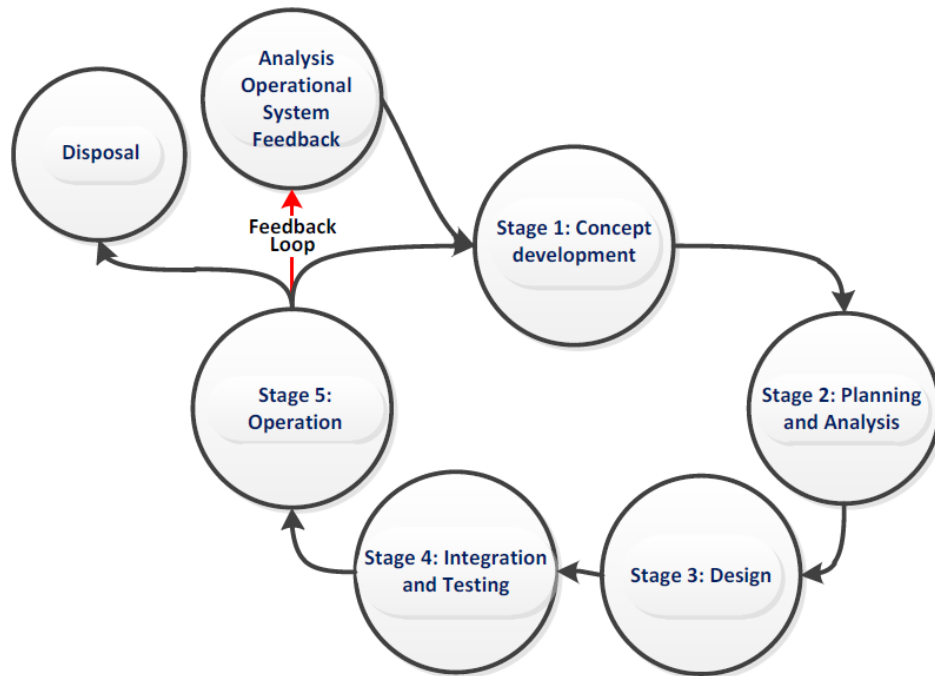 Analysis
Operational
System
Feedback
Disposal
Feedback
Loop
Stage 1: Concept
development
Stage 2: Planning
and Analysis
Stage 5:
Operation
Stage 4: Integration
and Testing
Stage 3: Design